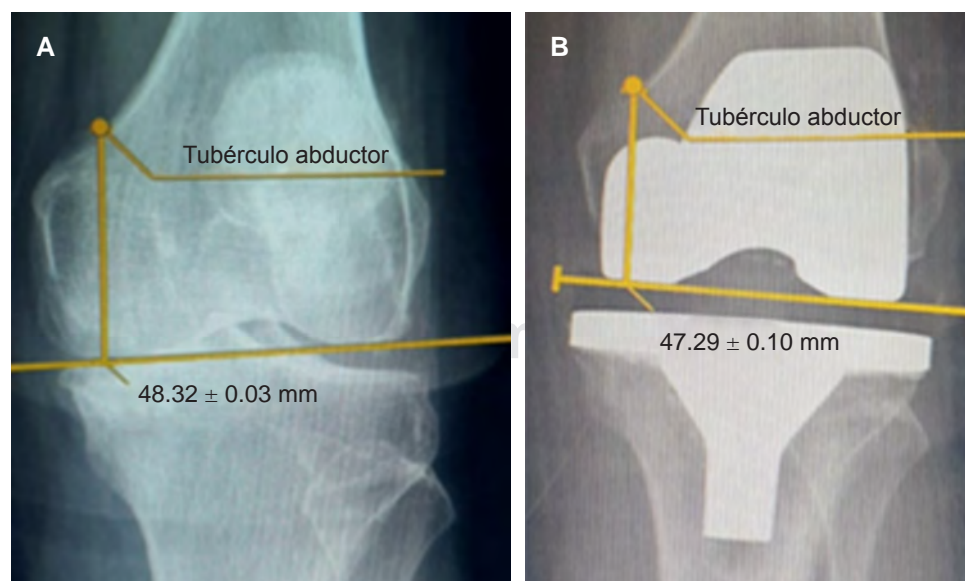 A
Tubérculo abductor
48.32 ± 0.03 mm
B
Tubérculo abductor
47.29 ± 0.10 mm